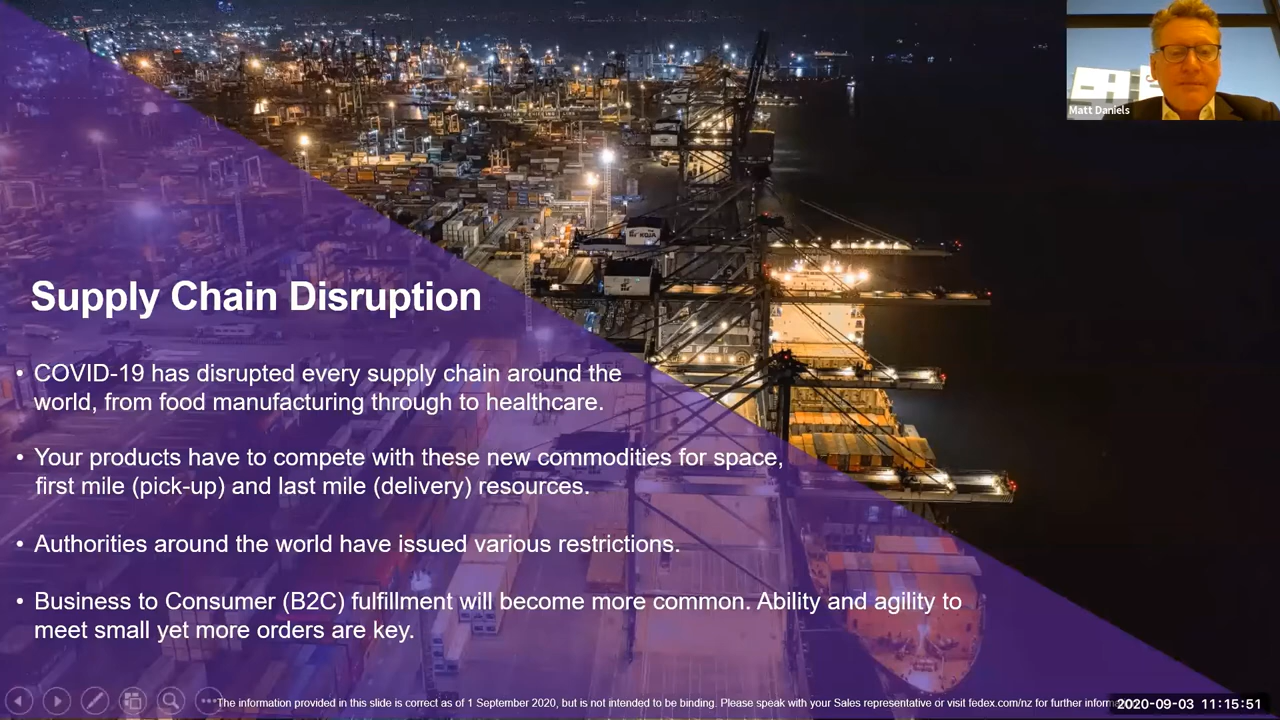 Matt Daniels
KOJA
Supply Chain Disruption
• COVID-19 has disrupted every supply chain around the
world, from food manufacturing through to healthcare.
• Your products have to compete with these new commodities for space,
first mile (pick-up) and last mile (delivery) resources.
• Authorities around the world have issued various restrictions.
• Business to Consumer (B2C) fulfillment will become more common. Ability and agility to
meet small yet more orders are key.
The information provided in this slide is correct as of 1 September 2020, but is not intended to be binding. Please speak with your Sales representative or visit fedex.com/nz for further
2020-09-03 11:15:51